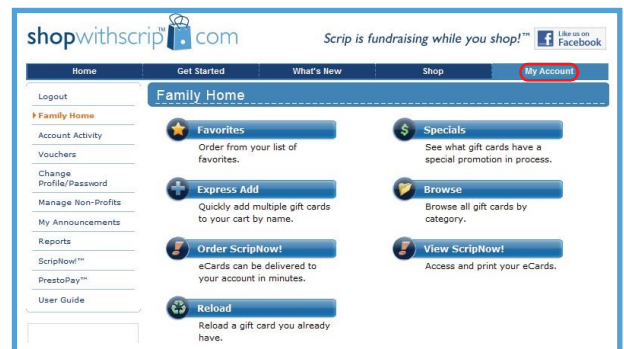 shopwithscrip™ com
Scrip is fundraising while you shop!™
Like us on
Facebook
Home Get Started What's New Shop My Account
Logout
Family Home
Account Activity
Vouchers
Change
Profile/Password
Manage Non-Profits
My Announcements
Reports
ScripNow!™
PrestoPay™
User Guide
Family Home
Favorites
Order from your list of
favorites.
Specials
See what gift cards have a
special promotion in process.
Express Add
Quickly add multiple gift cards
to your cart by name.
Browse
Browse all gift cards by
category.
Order ScripNow!
eCards can be delivered to
your account in minutes.
View ScripNow!
Access and print your eCards.
Reload
Reload a gift card you already
have.